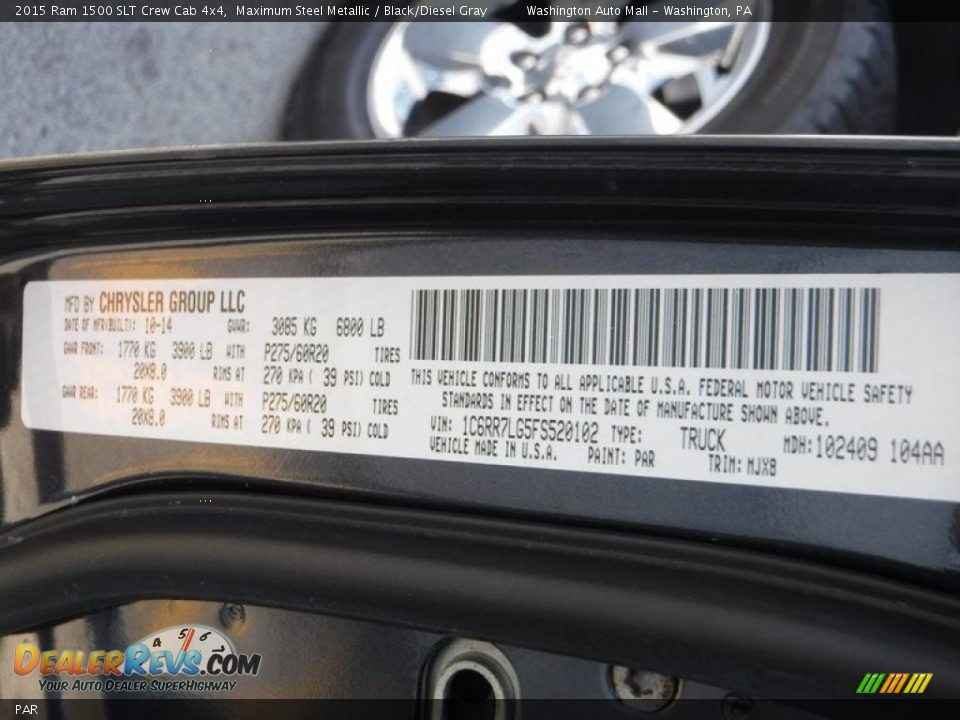 2015 Ram 1500 SLT Crew Cab 4x4, Maximum Steel Metallic / Black/Diesel Gray Washington Auto Mall - Washington, PA
MFD BY CHRYSLER GROUP LLC
DATE OF MFR(BUILT): 10-14 GVWR: 3085 KG 6800 LB
GAWR FRONT: 1770 KG 3900 LB WITH P275/60R20 TIRES
20X8.0 RIMS AT 270 KPA ( 39 PSI) COLD
GAWR REAR: 1770 KG 3900 LB WITH P275/60R20 TIRES
20X8.0 RIMS AT 270 KPA ( 39 PSI) COLD
THIS VEHICLE CONFORMS TO ALL APPLICABLE U.S.A. FEDERAL MOTOR VEHICLE SAFETY
STANDARDS IN EFFECT ON THE DATE OF MANUFACTURE SHOWN ABOVE.
VIN: 1C6RR7LG5FS520102 TYPE: TRUCK MDH: 102409 104AA
VEHICLE MADE IN U.S.A. PAINT: PAR TRIM: MJX8
4 5 6
DealerRevs.com
Your Auto Dealer SuperHighway
PAR